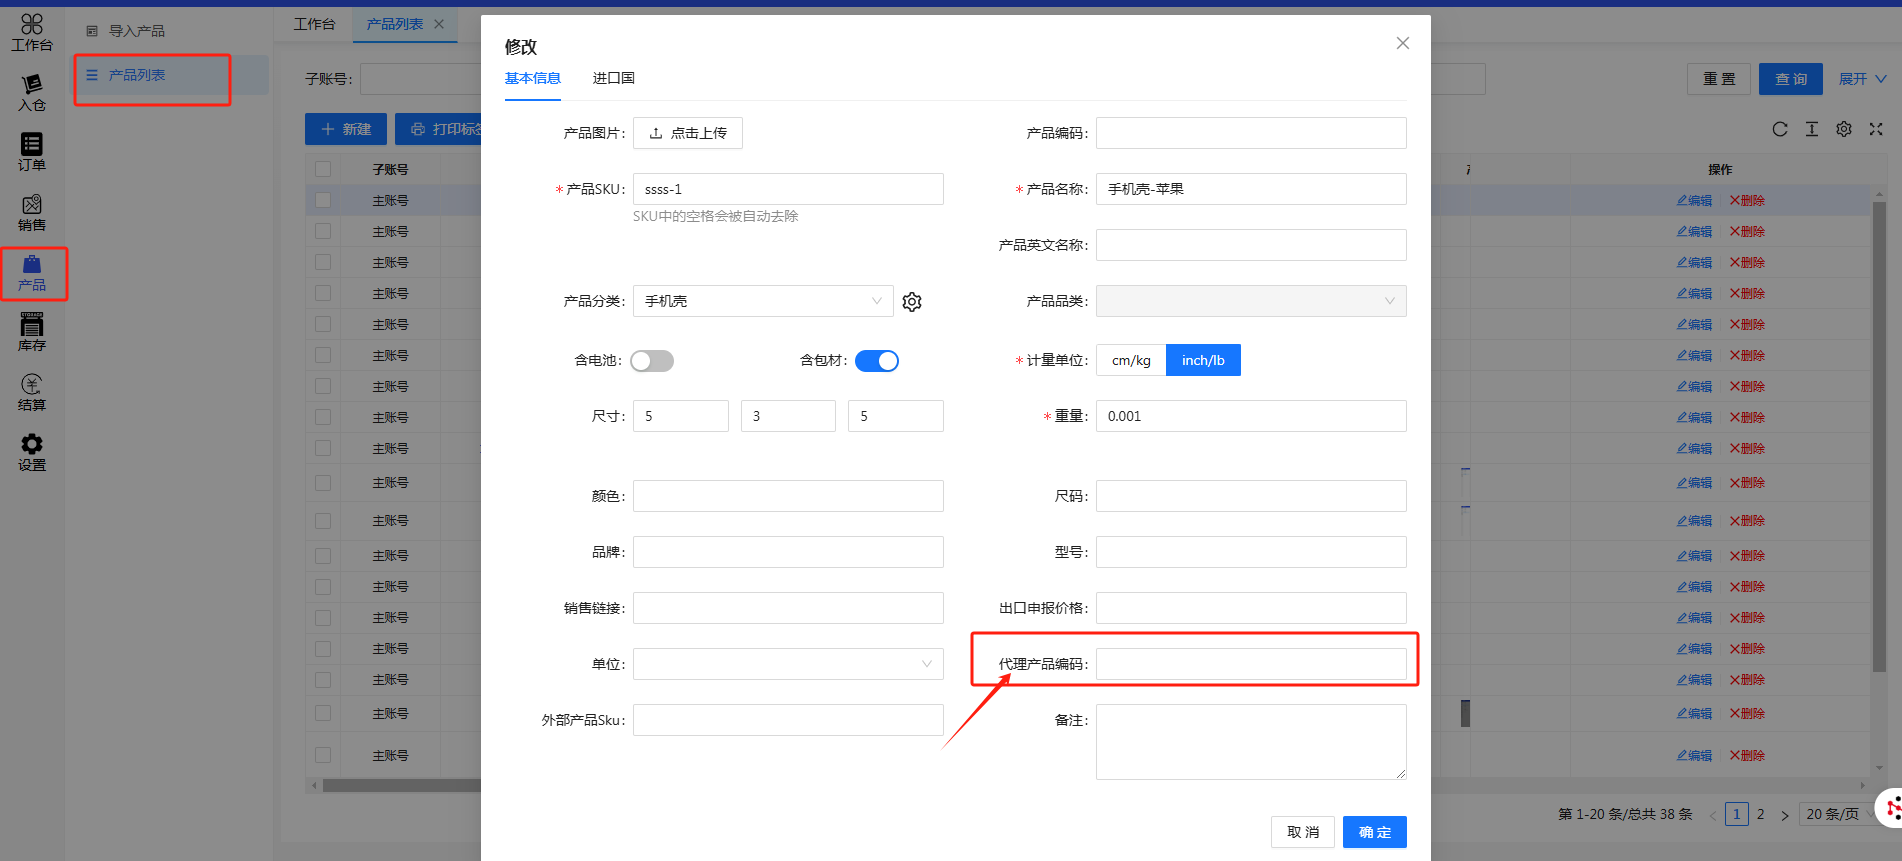 工作台
入仓
订单
销售
产品
库存
结算
设置
导入产品
产品列表
工作台
产品列表
子账号:
重 置
查 询
展开
新建
打印标签
子账号
操作
主账号
编辑
删除
主账号
编辑
删除
主账号
编辑
删除
主账号
编辑
删除
主账号
编辑
删除
主账号
编辑
删除
主账号
编辑
删除
主账号
编辑
删除
主账号
编辑
删除
主账号
编辑
删除
主账号
编辑
删除
主账号
编辑
删除
主账号
编辑
删除
主账号
编辑
删除
主账号
编辑
删除
主账号
编辑
删除
主账号
编辑
删除
主账号
编辑
删除
第 1-20 条/总共 38 条
1
2
20 条/页
修改
基本信息
进口国
产品图片:
点击上传
产品编码:
* 产品SKU:
ssss-1
SKU中的空格会被自动去除
* 产品名称:
手机壳-苹果
产品英文名称:
产品分类:
手机壳
产品品类:
含电池:
含包材:
* 计量单位:
cm/kg
inch/lb
尺寸:
5
3
5
* 重量:
0.001
颜色:
尺码:
品牌:
型号:
销售链接:
出口申报价格:
单位:
代理产品编码:
外部产品Sku:
备注:
取 消
确 定